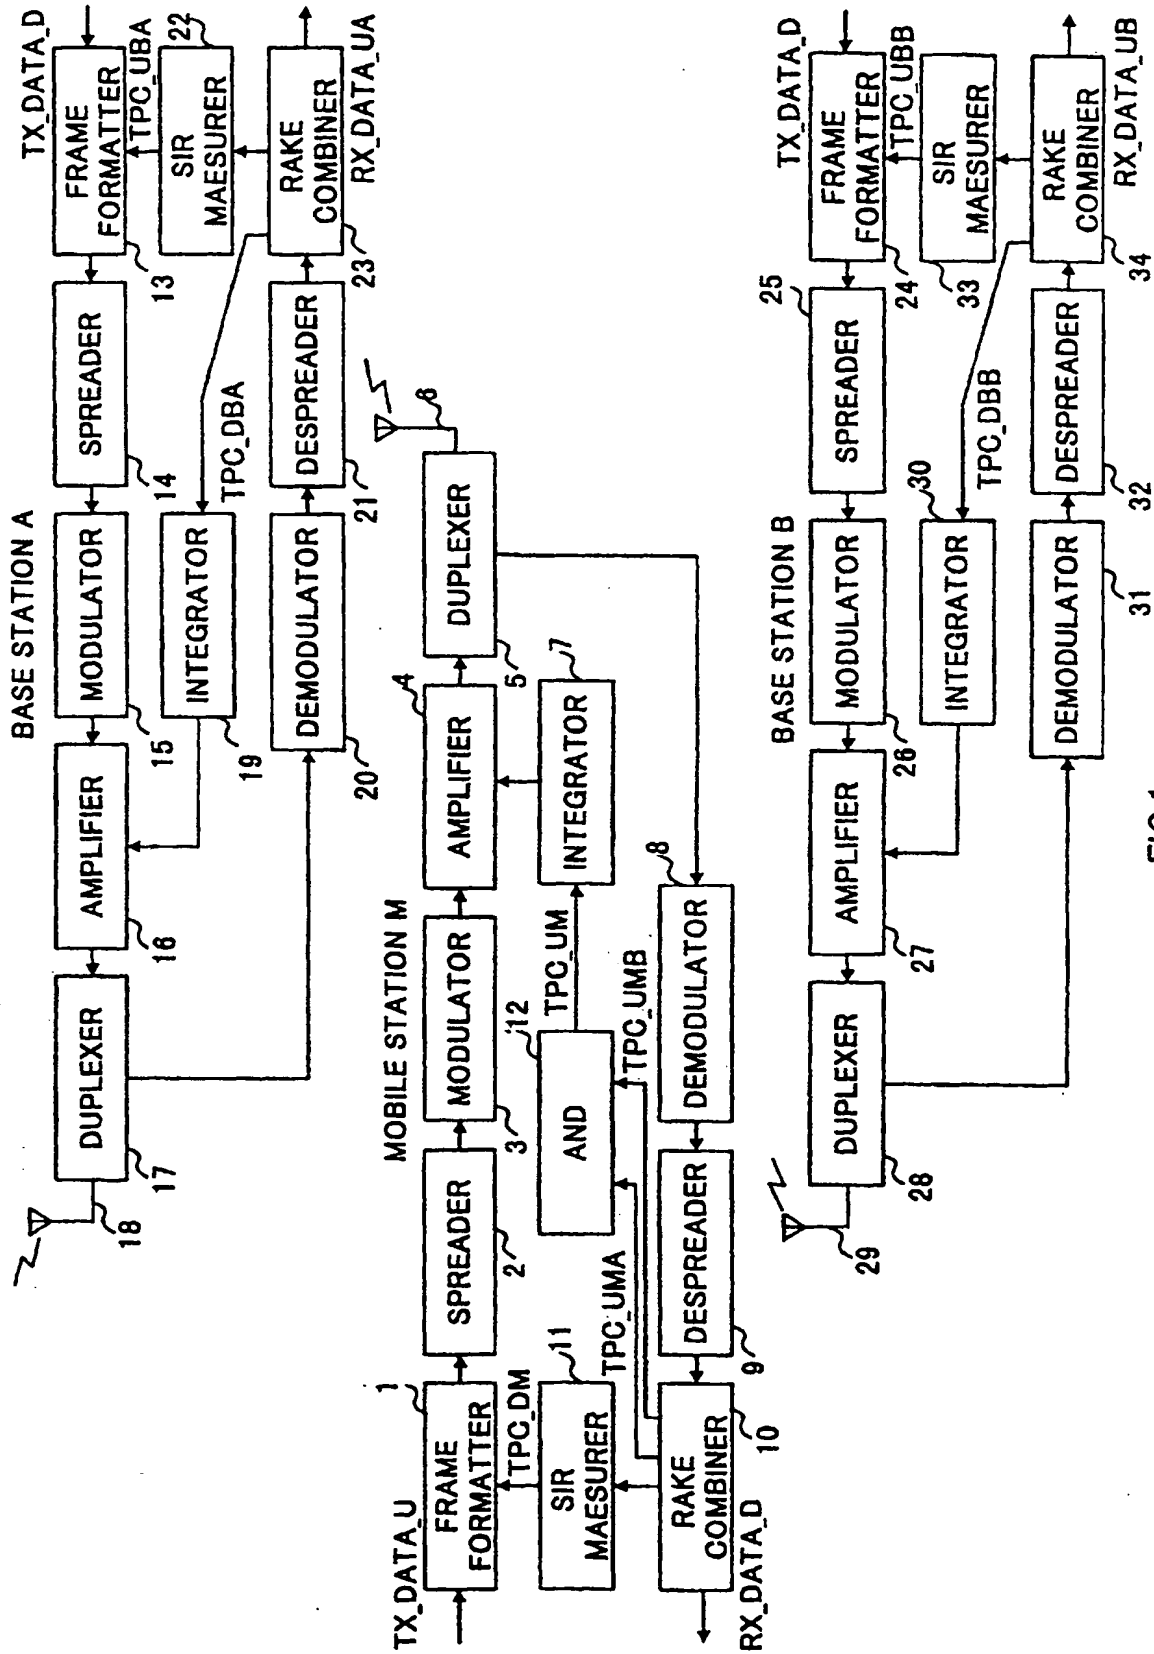 BASE STATION A
TX_DATA_D
FRAME
FORMATTER
13
TPC_UBA
SIR
MAESURER
22
RAKE
COMBINER
23
RX_DATA_UA
SPREADER
14
MODULATOR
15
AMPLIFIER
16
DUPLEXER
17
18
INTEGRATOR
19
TPC_DBA
DESPREADER
21
DEMODULATOR
20
MOBILE STATION M
TX_DATA_U
FRAME
FORMATTER
1
SPREADER
2
MODULATOR
3
AMPLIFIER
4
DUPLEXER
5
6
TPC_DM
SIR
MAESURER
11
AND
12
TPC_UM
INTEGRATOR
7
TPC_UMA
TPC_UMB
RAKE
COMBINER
10
RX_DATA_D
DESPREADER
9
DEMODULATOR
8
BASE STATION B
TX_DATA_D
FRAME
FORMATTER
24
TPC_UBB
SIR
MAESURER
33
RAKE
COMBINER
34
RX_DATA_UB
SPREADER
25
MODULATOR
26
AMPLIFIER
27
DUPLEXER
28
29
INTEGRATOR
30
TPC_DBB
DESPREADER
32
DEMODULATOR
31
FIG.1